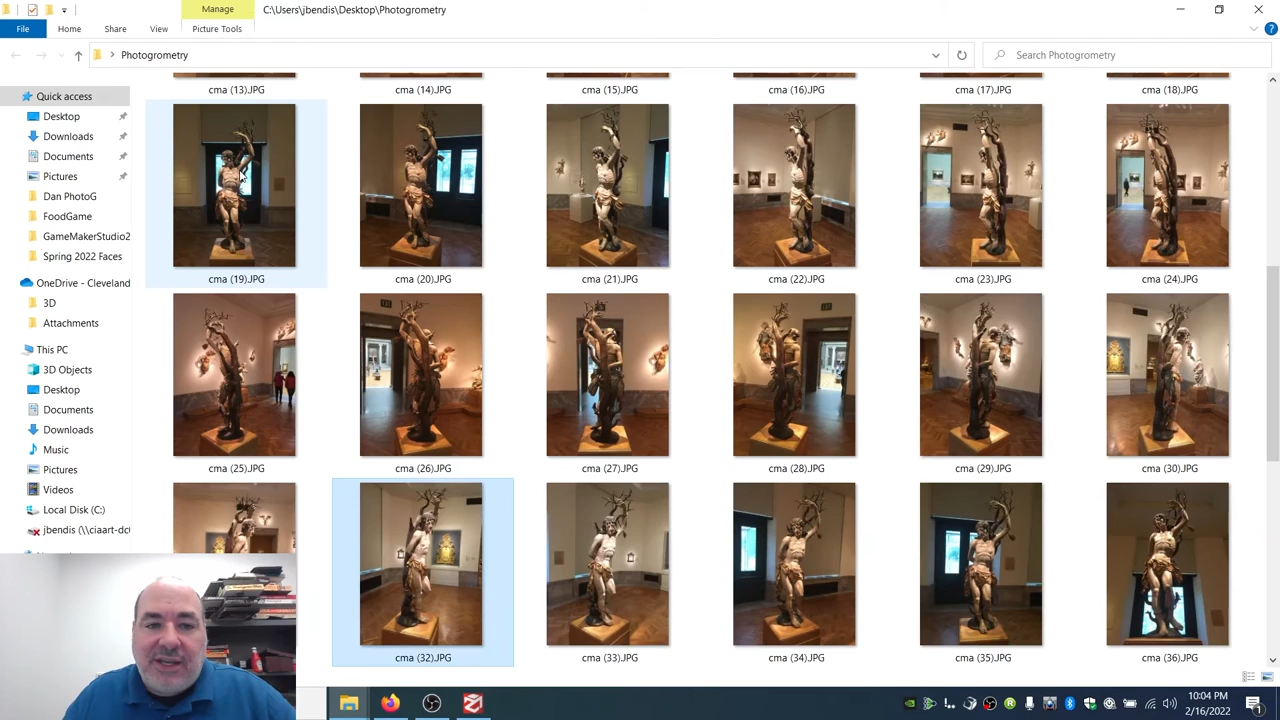 Manage
C:\Users\jbendis\Desktop\Photogrometry
File
Home
Share
View
Picture Tools
Photogrometry
Search Photogrometry
Quick access
Desktop
Downloads
Documents
Pictures
Dan PhotoG
FoodGame
GameMakerStudio2
Spring 2022 Faces
OneDrive - Cleveland
3D
Attachments
This PC
3D Objects
Desktop
Documents
Downloads
Music
Pictures
Videos
Local Disk (C:)
jbendis (\\ciaart-dc
cma (13).JPG
cma (14).JPG
cma (15).JPG
cma (16).JPG
cma (17).JPG
cma (18).JPG
cma (19).JPG
cma (20).JPG
cma (21).JPG
cma (22).JPG
cma (23).JPG
cma (24).JPG
cma (25).JPG
cma (26).JPG
cma (27).JPG
cma (28).JPG
cma (29).JPG
cma (30).JPG
cma (32).JPG
cma (33).JPG
cma (34).JPG
cma (35).JPG
cma (36).JPG
10:04 PM
2/16/2022